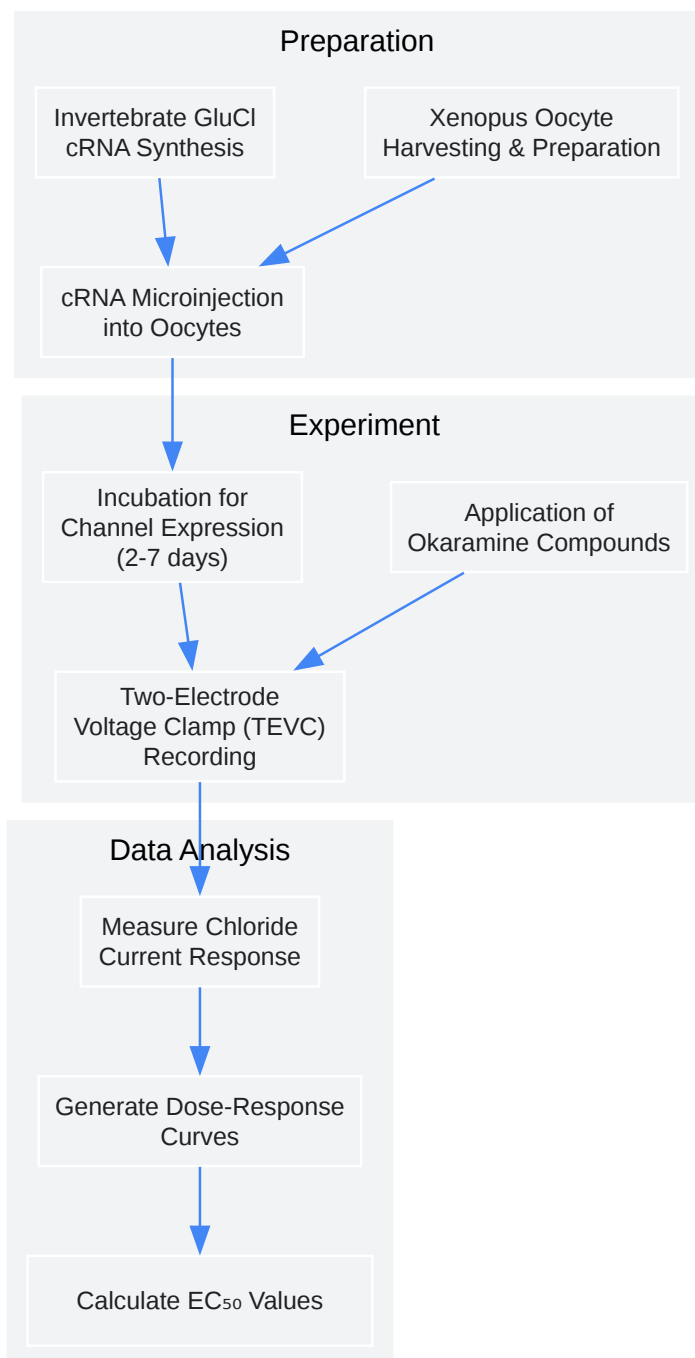 Preparation
Invertebrate GluCl
cRNA Synthesis
Xenopus Oocyte
Harvesting & Preparation
cRNA Microinjection
into Oocytes
Experiment
Incubation for
Channel Expression
(2-7 days)
Application of
Okaramine Compounds
Two-Electrode
Voltage Clamp (TEVC)
Recording
Data Analysis
Measure Chloride
Current Response
Generate Dose-Response
Curves
Calculate EC₅₀ Values